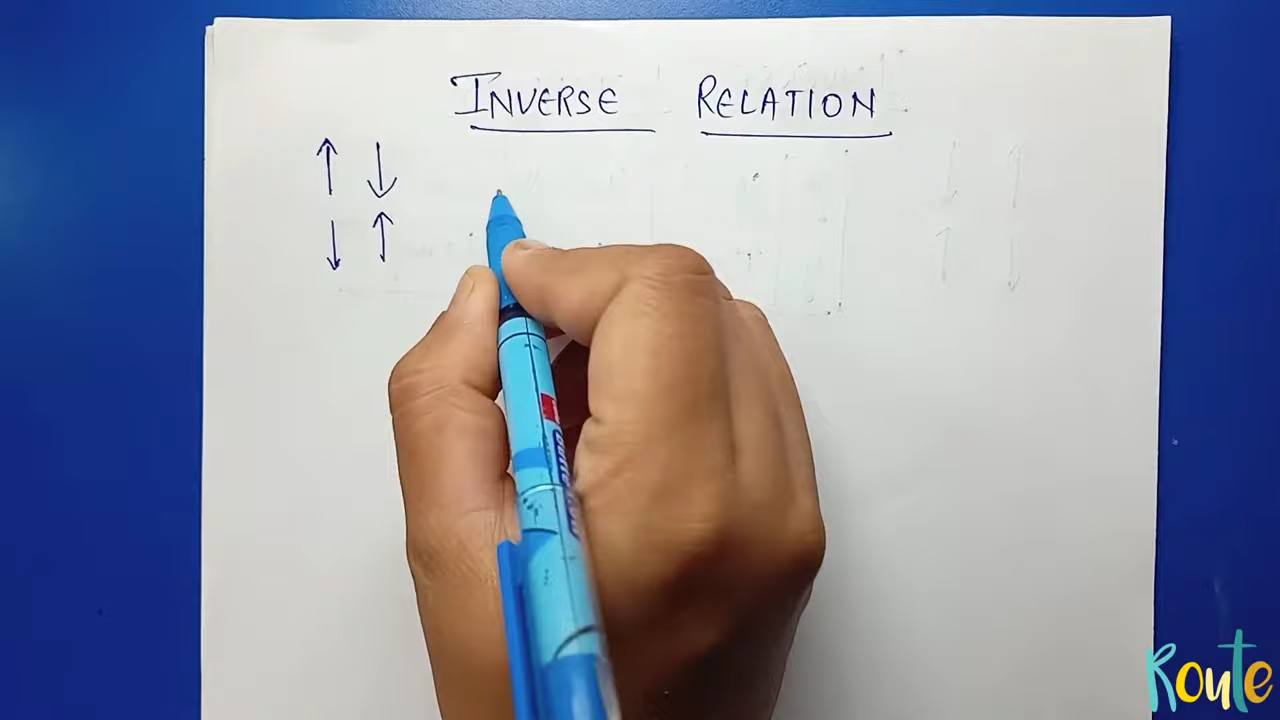 INVERSE RELATION
↑ ↓
↓ ↑
Route